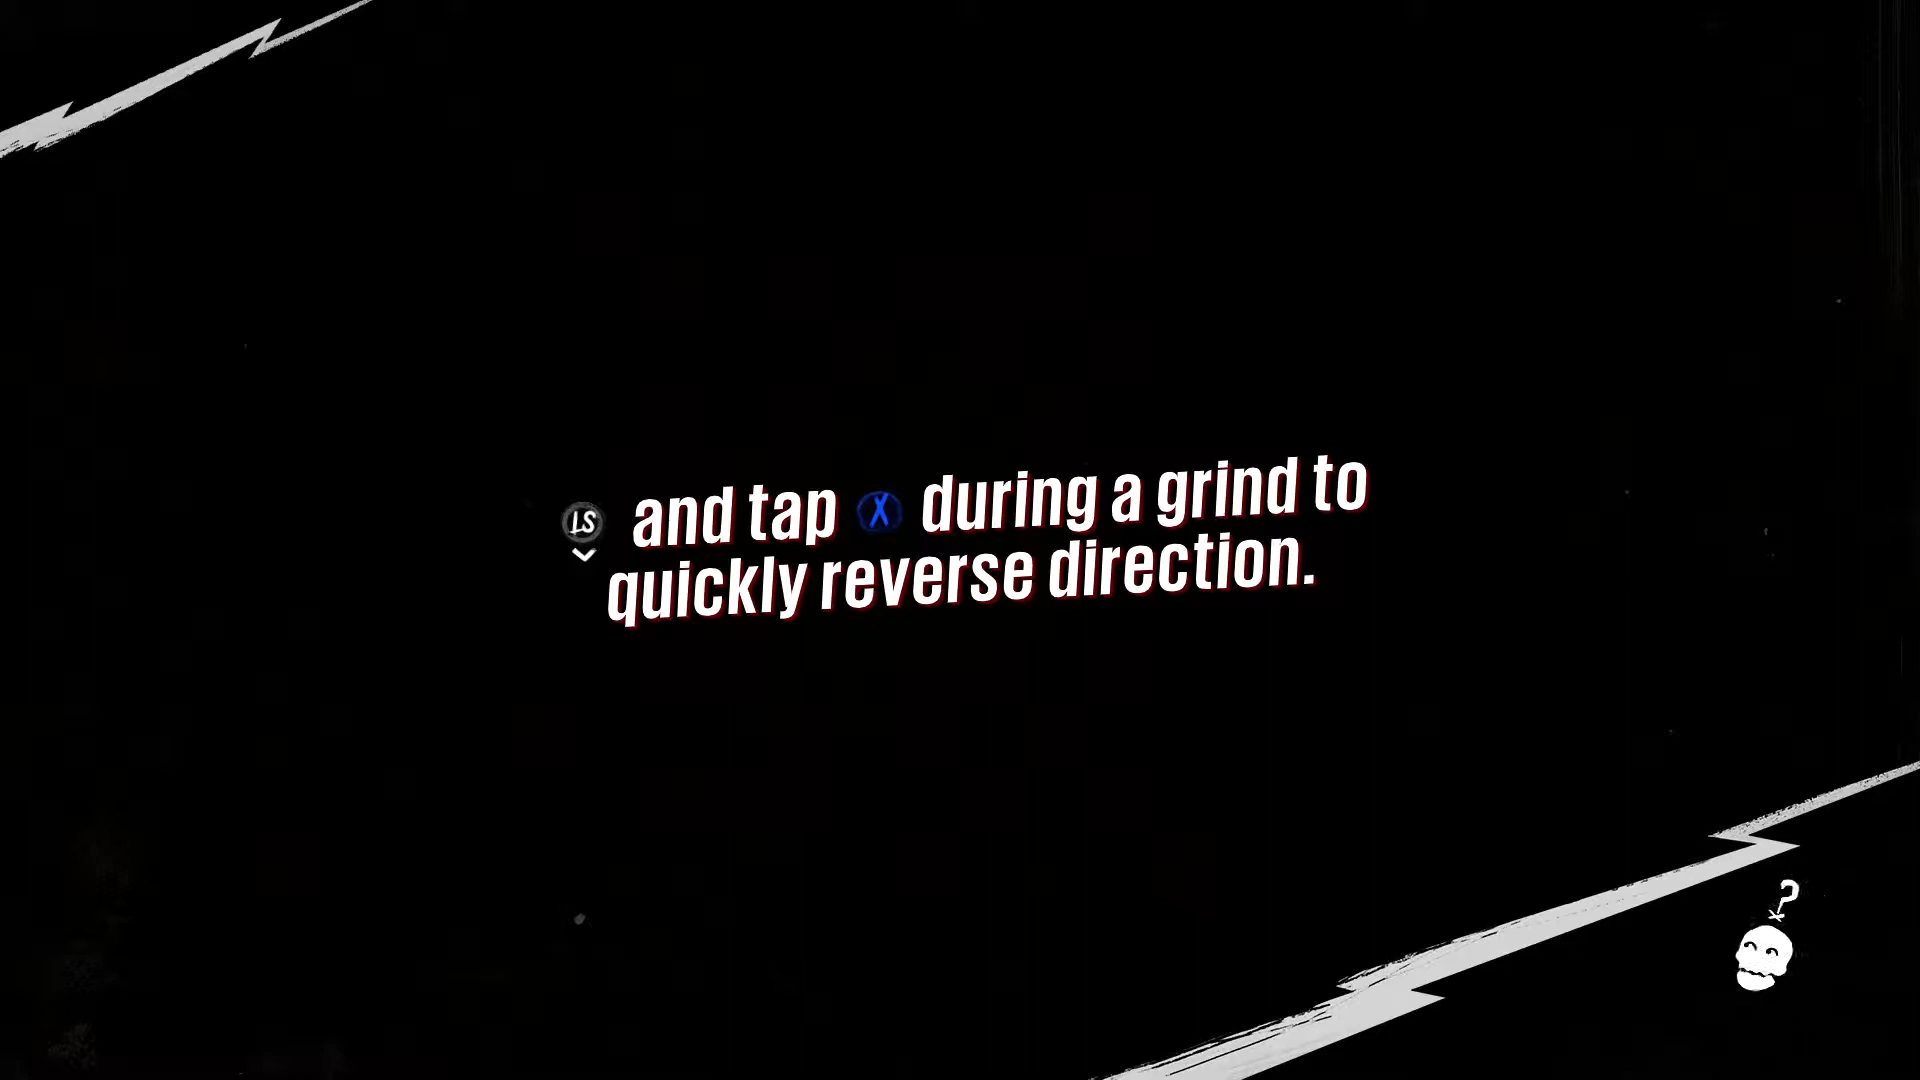 LS and tap X during a grind to
quickly reverse direction.
?